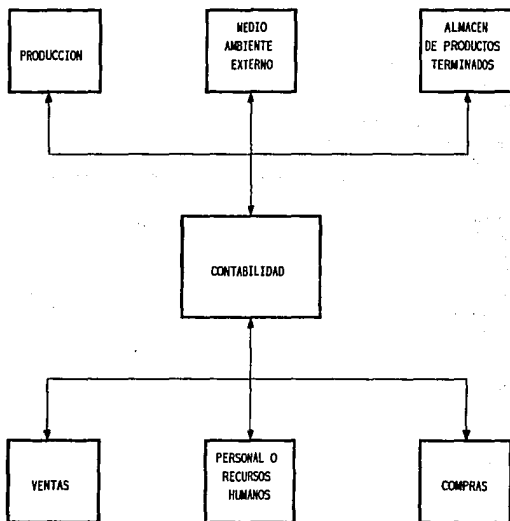 PRODUCCION
MEDIO
AMBIENTE
EXTERNO
ALMACEN
DE PRODUCTOS
TERMINADOS
CONTABILIDAD
VENTAS
PERSONAL O
RECURSOS
HUMANOS
COMPRAS